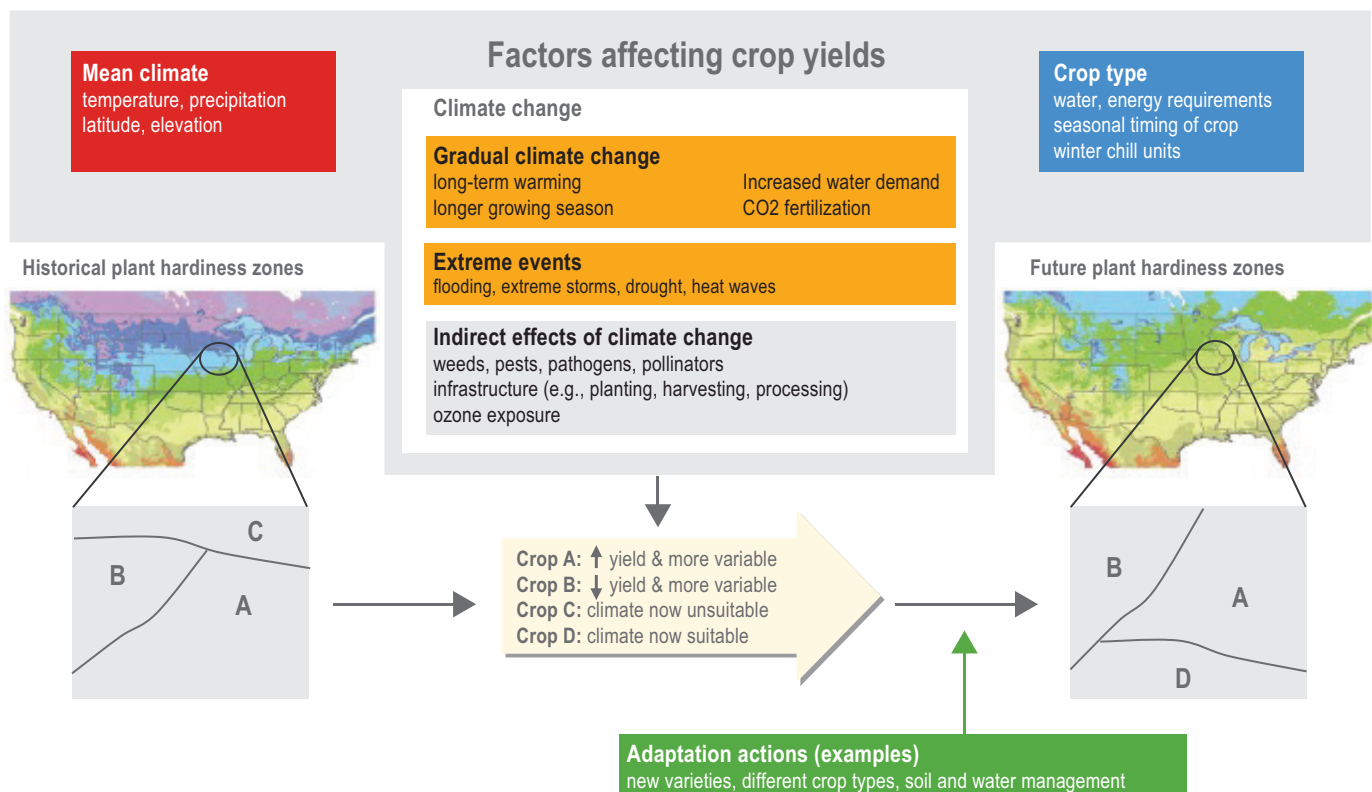 Factors affecting crop yields
Mean climate
temperature, precipitation
latitude, elevation
Climate change
Gradual climate change
long-term warming
longer growing season
Increased water demand
CO2 fertilization
Extreme events
flooding, extreme storms, drought, heat waves
Indirect effects of climate change
weeds, pests, pathogens, pollinators
infrastructure (e.g., planting, harvesting, processing)
ozone exposure
Crop type
water, energy requirements
seasonal timing of crop
winter chill units
Historical plant hardiness zones
Future plant hardiness zones
C
B
A
Crop A: ↑ yield & more variable
Crop B: ↓ yield & more variable
Crop C: climate now unsuitable
Crop D: climate now suitable
B
A
D
Adaptation actions (examples)
new varieties, different crop types, soil and water management